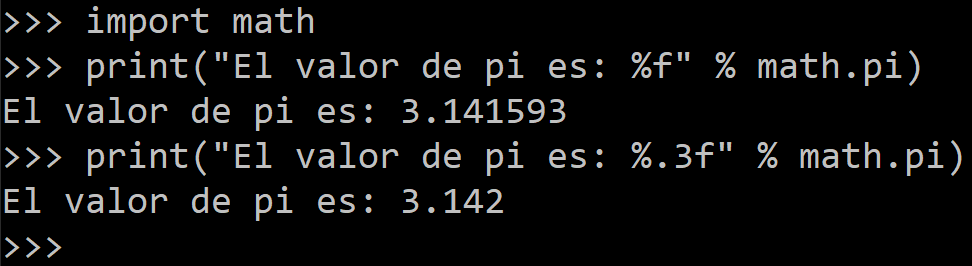 >>> import math
>>> print("El valor de pi es: %f" % math.pi)
El valor de pi es: 3.141593
>>> print("El valor de pi es: %.3f" % math.pi)
El valor de pi es: 3.142
>>>